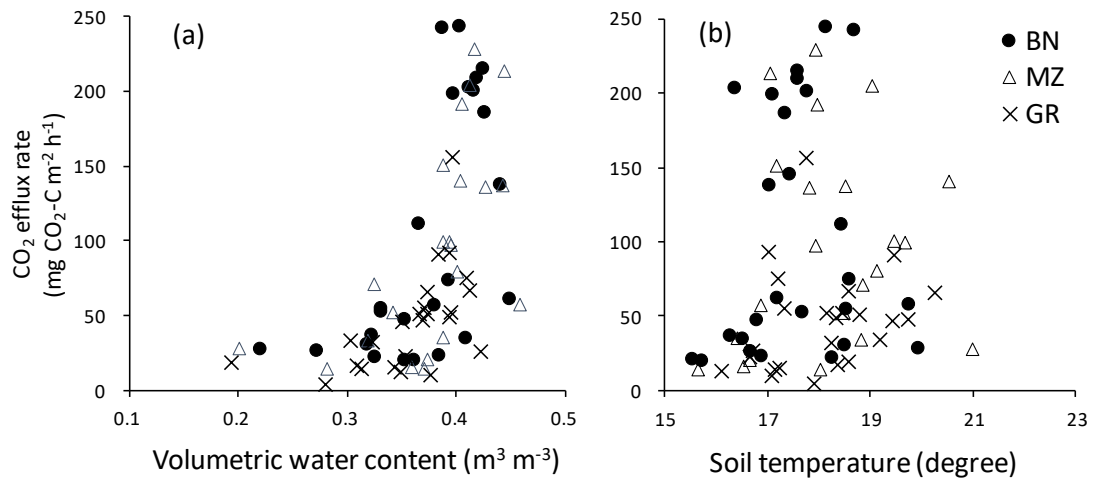 (a)
CO₂ efflux rate
(mg CO₂-C m⁻² h⁻¹)
250
200
150
100
50
0
0.1 0.2 0.3 0.4 0.5
Volumetric water content (m³ m⁻³)
(b)
250
200
150
100
50
0
15 17 19 21 23
Soil temperature (degree)
BN
MZ
GR